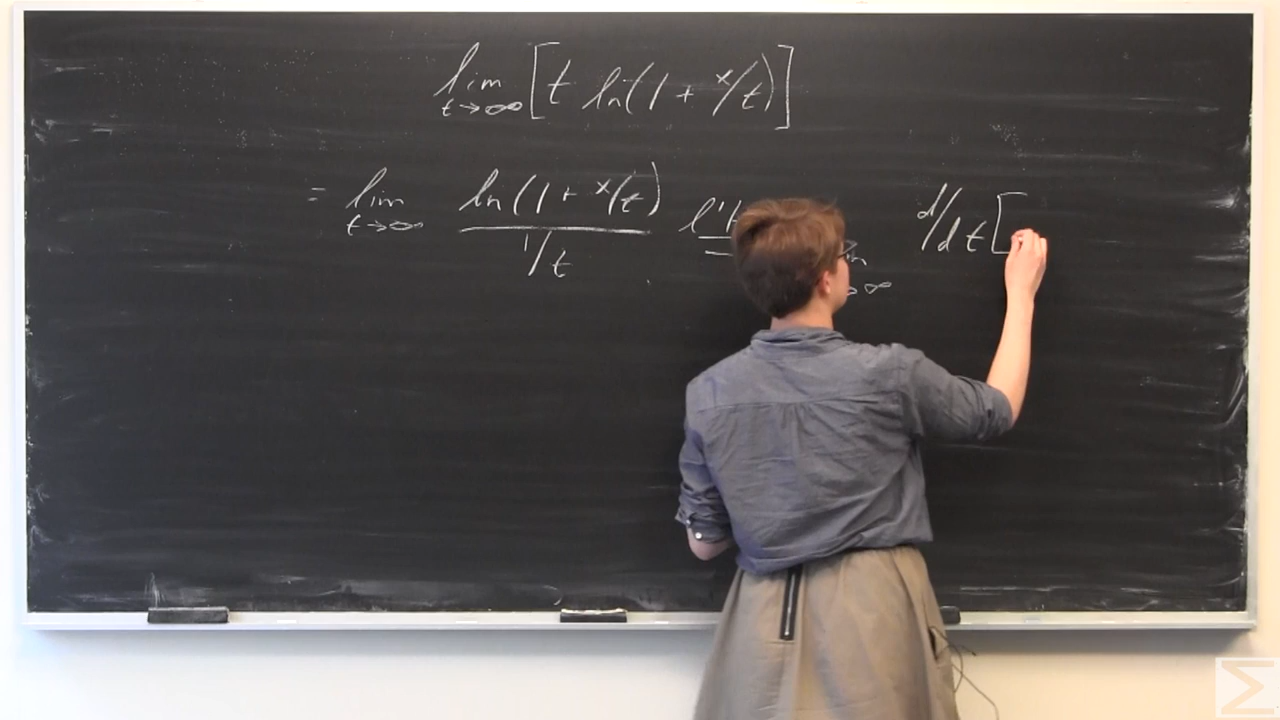 lim t→∞ [t ln(1 + x/t)]
= lim t→∞ ln(1 + x/t) / 1/t l'H = lim →∞ d/dt [
Σ